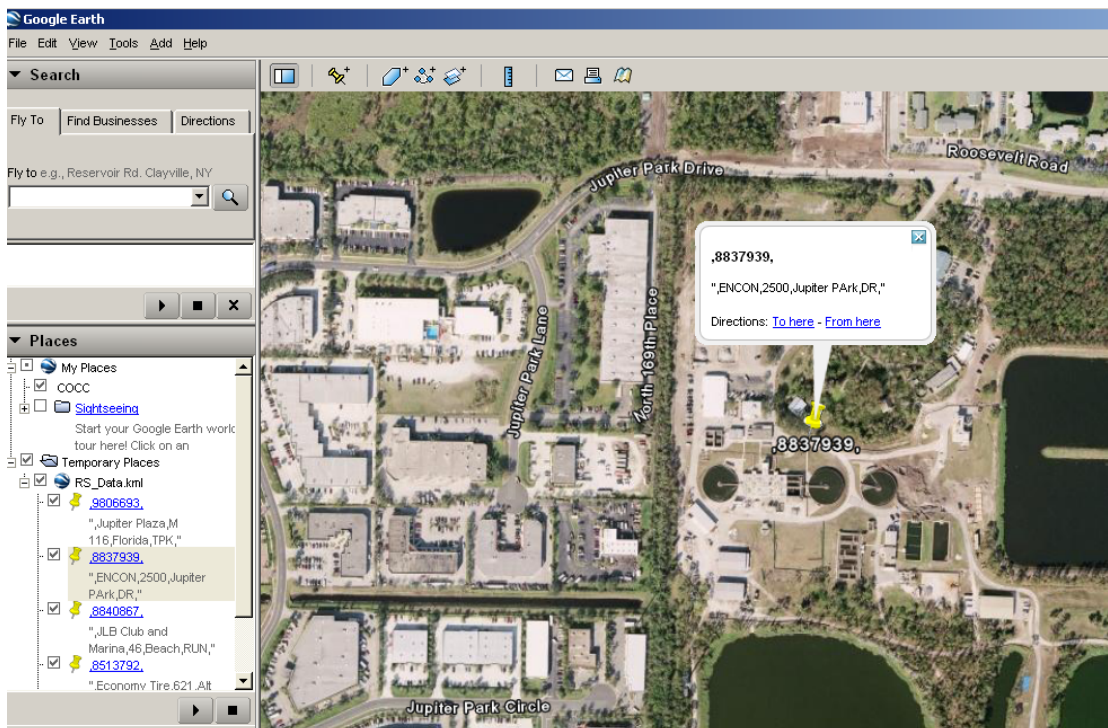 Google Earth
File Edit View Tools Add Help
Search
Fly To Find Businesses Directions
Fly to e.g., Reservoir Rd. Clayville, NY
Places
My Places
COCC
Sightseeing
Start your Google Earth world
tour here! Click on an
Temporary Places
RS_Data.kml
,9806693,
",Jupiter Plaza,M
116,Florida,TPK,"
,8837939,
",ENCON,2500,Jupiter
PArk,DR,"
,8840867,
",JLB Club and
Marina,46,Beach,RUN,"
,8513792,
",Economy Tire,621,Alt
Roosevelt Road
Jupiter Park Drive
,8837939,
",ENCON,2500,Jupiter PArk,DR,"
Directions: To here - From here
North 169th Place
Jupiter Park Lane
,8837939,
Jupiter Park Circle